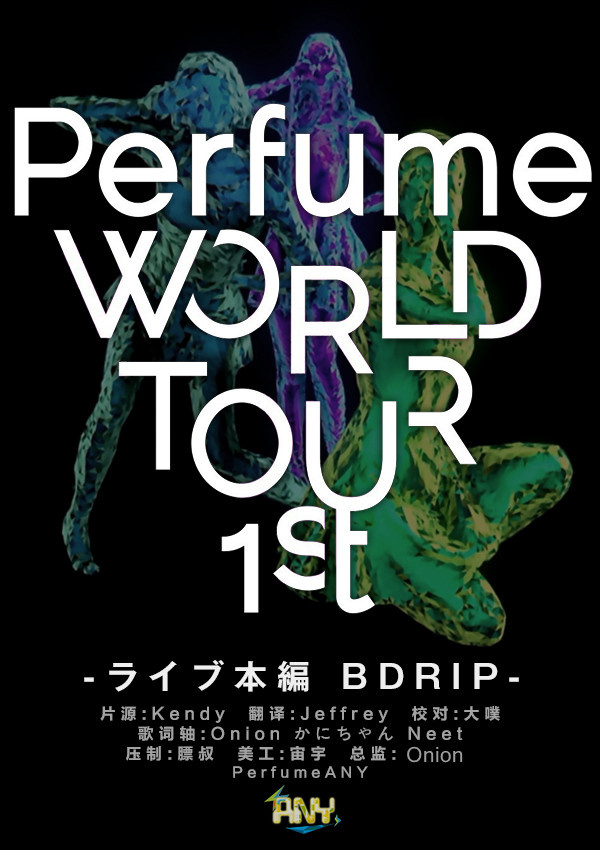 Perfume
WORLD
TOUR
1st
-ライブ本編 BDRIP-
片源:Kendy 翻译:Jeffrey 校对:大噗
歌词轴:Onion かにちゃん Neet
压制:膘叔 美工:宙宇 总监: Onion
PerfumeANY
ANY